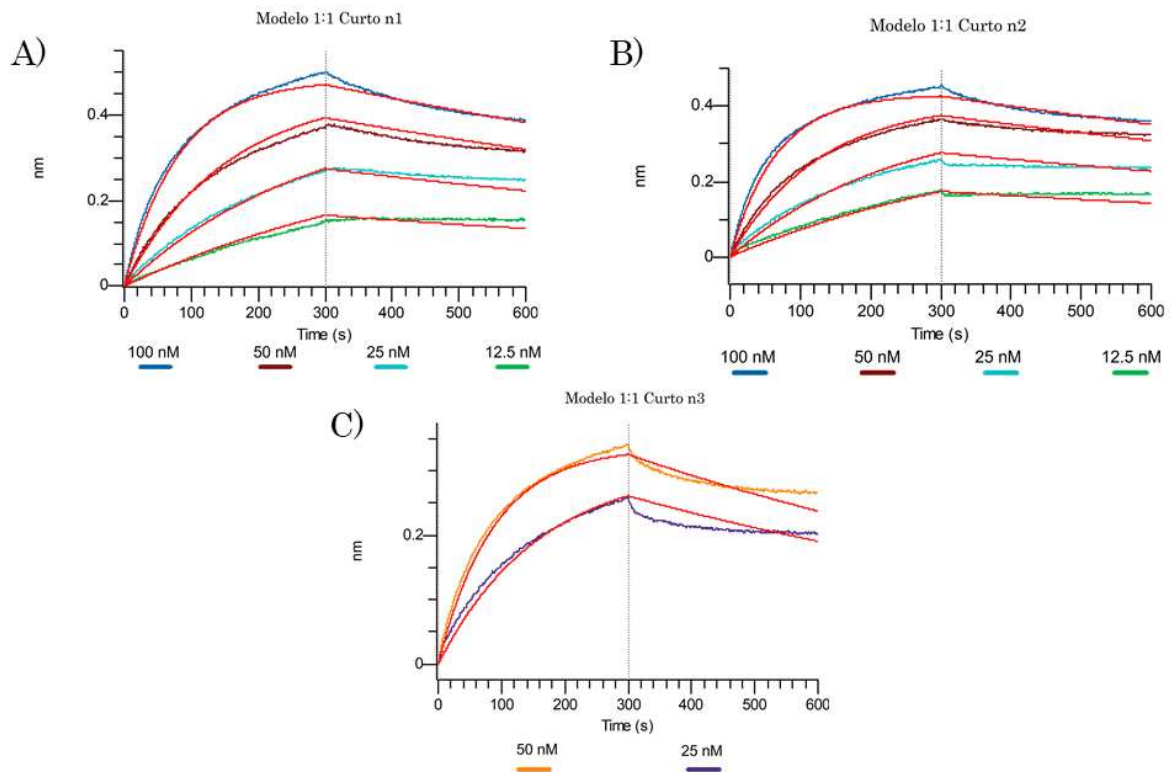 Modelo 1:1 Curto n1
A)
0.4
0.2
0
nm
0 100 200 300 400 500 600
Time (s)
100 nM 50 nM 25 nM 12.5 nM
Modelo 1:1 Curto n2
B)
0.4
0.2
0
nm
0 100 200 300 400 500 600
Time (s)
100 nM 50 nM 25 nM 12.5 nM
Modelo 1:1 Curto n3
C)
0.2
0
nm
0 100 200 300 400 500 600
Time (s)
50 nM 25 nM